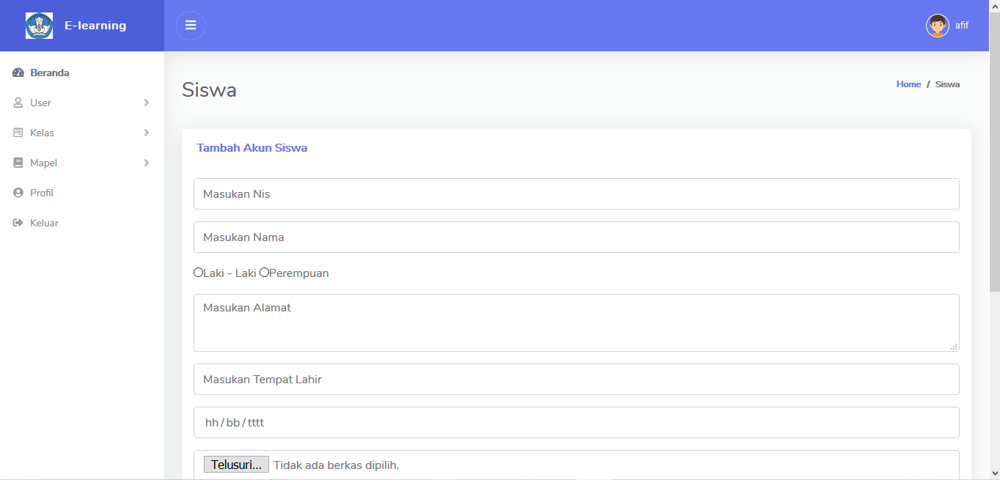 E-learning
afif
Beranda
User
Kelas
Mapel
Profil
Keluar
Siswa
Home / Siswa
Tambah Akun Siswa
Masukan Nis
Masukan Nama
Laki - Laki Perempuan
Masukan Alamat
Masukan Tempat Lahir
hh / bb / tttt
Telusuri... Tidak ada berkas dipilih.